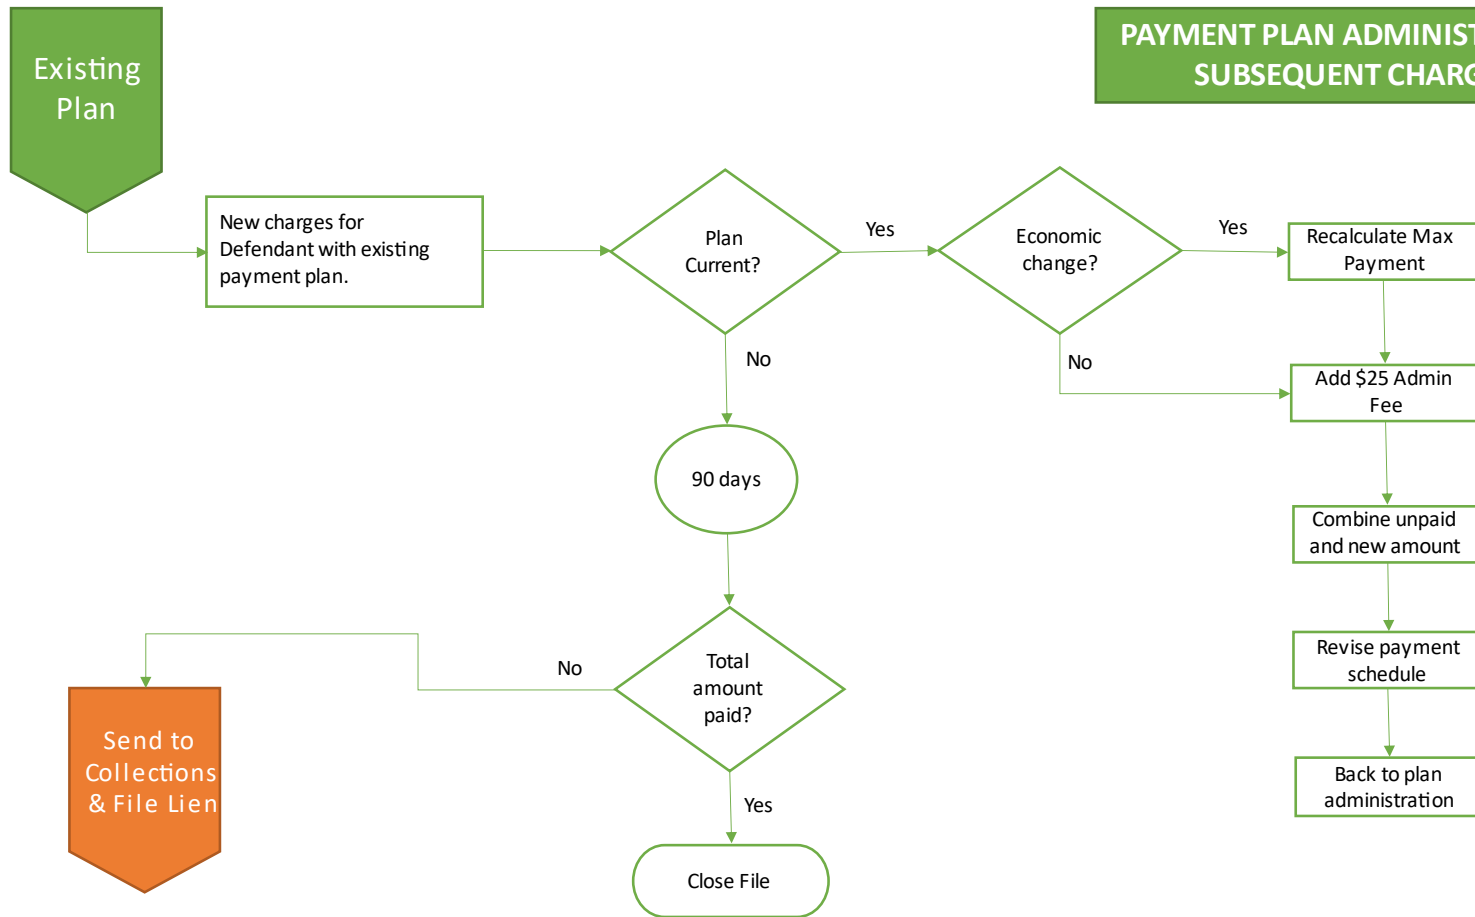 Existing
Plan
PAYMENT PLAN ADMINIST
SUBSEQUENT CHARG
New charges for
Defendant with existing
payment plan.
Plan
Current?
Yes
Economic
change?
Yes
Recalculate Max
Payment
No
No
Add $25 Admin
Fee
90 days
Combine unpaid
and new amount
No
Total
amount
paid?
Revise payment
schedule
Send to
Collections
& File Lien
Yes
Back to plan
administration
Close File